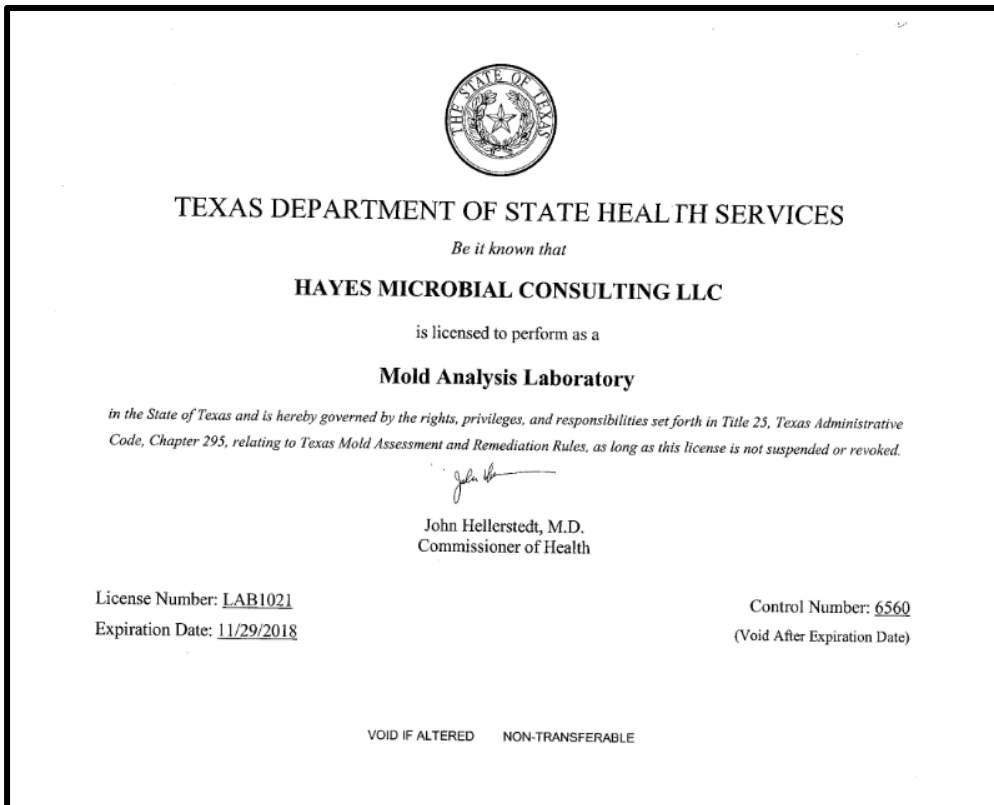 THE STATE OF TEXAS
TEXAS DEPARTMENT OF STATE HEALTH SERVICES
Be it known that
HAYES MICROBIAL CONSULTING LLC
is licensed to perform as a
Mold Analysis Laboratory
in the State of Texas and is hereby governed by the rights, privileges, and responsibilities set forth in Title 25, Texas Administrative
Code, Chapter 295, relating to Texas Mold Assessment and Remediation Rules, as long as this license is not suspended or revoked.
John Hellerstedt, M.D.
Commissioner of Health
License Number: LAB1021
Expiration Date: 11/29/2018
Control Number: 6560
(Void After Expiration Date)
VOID IF ALTERED NON-TRANSFERABLE